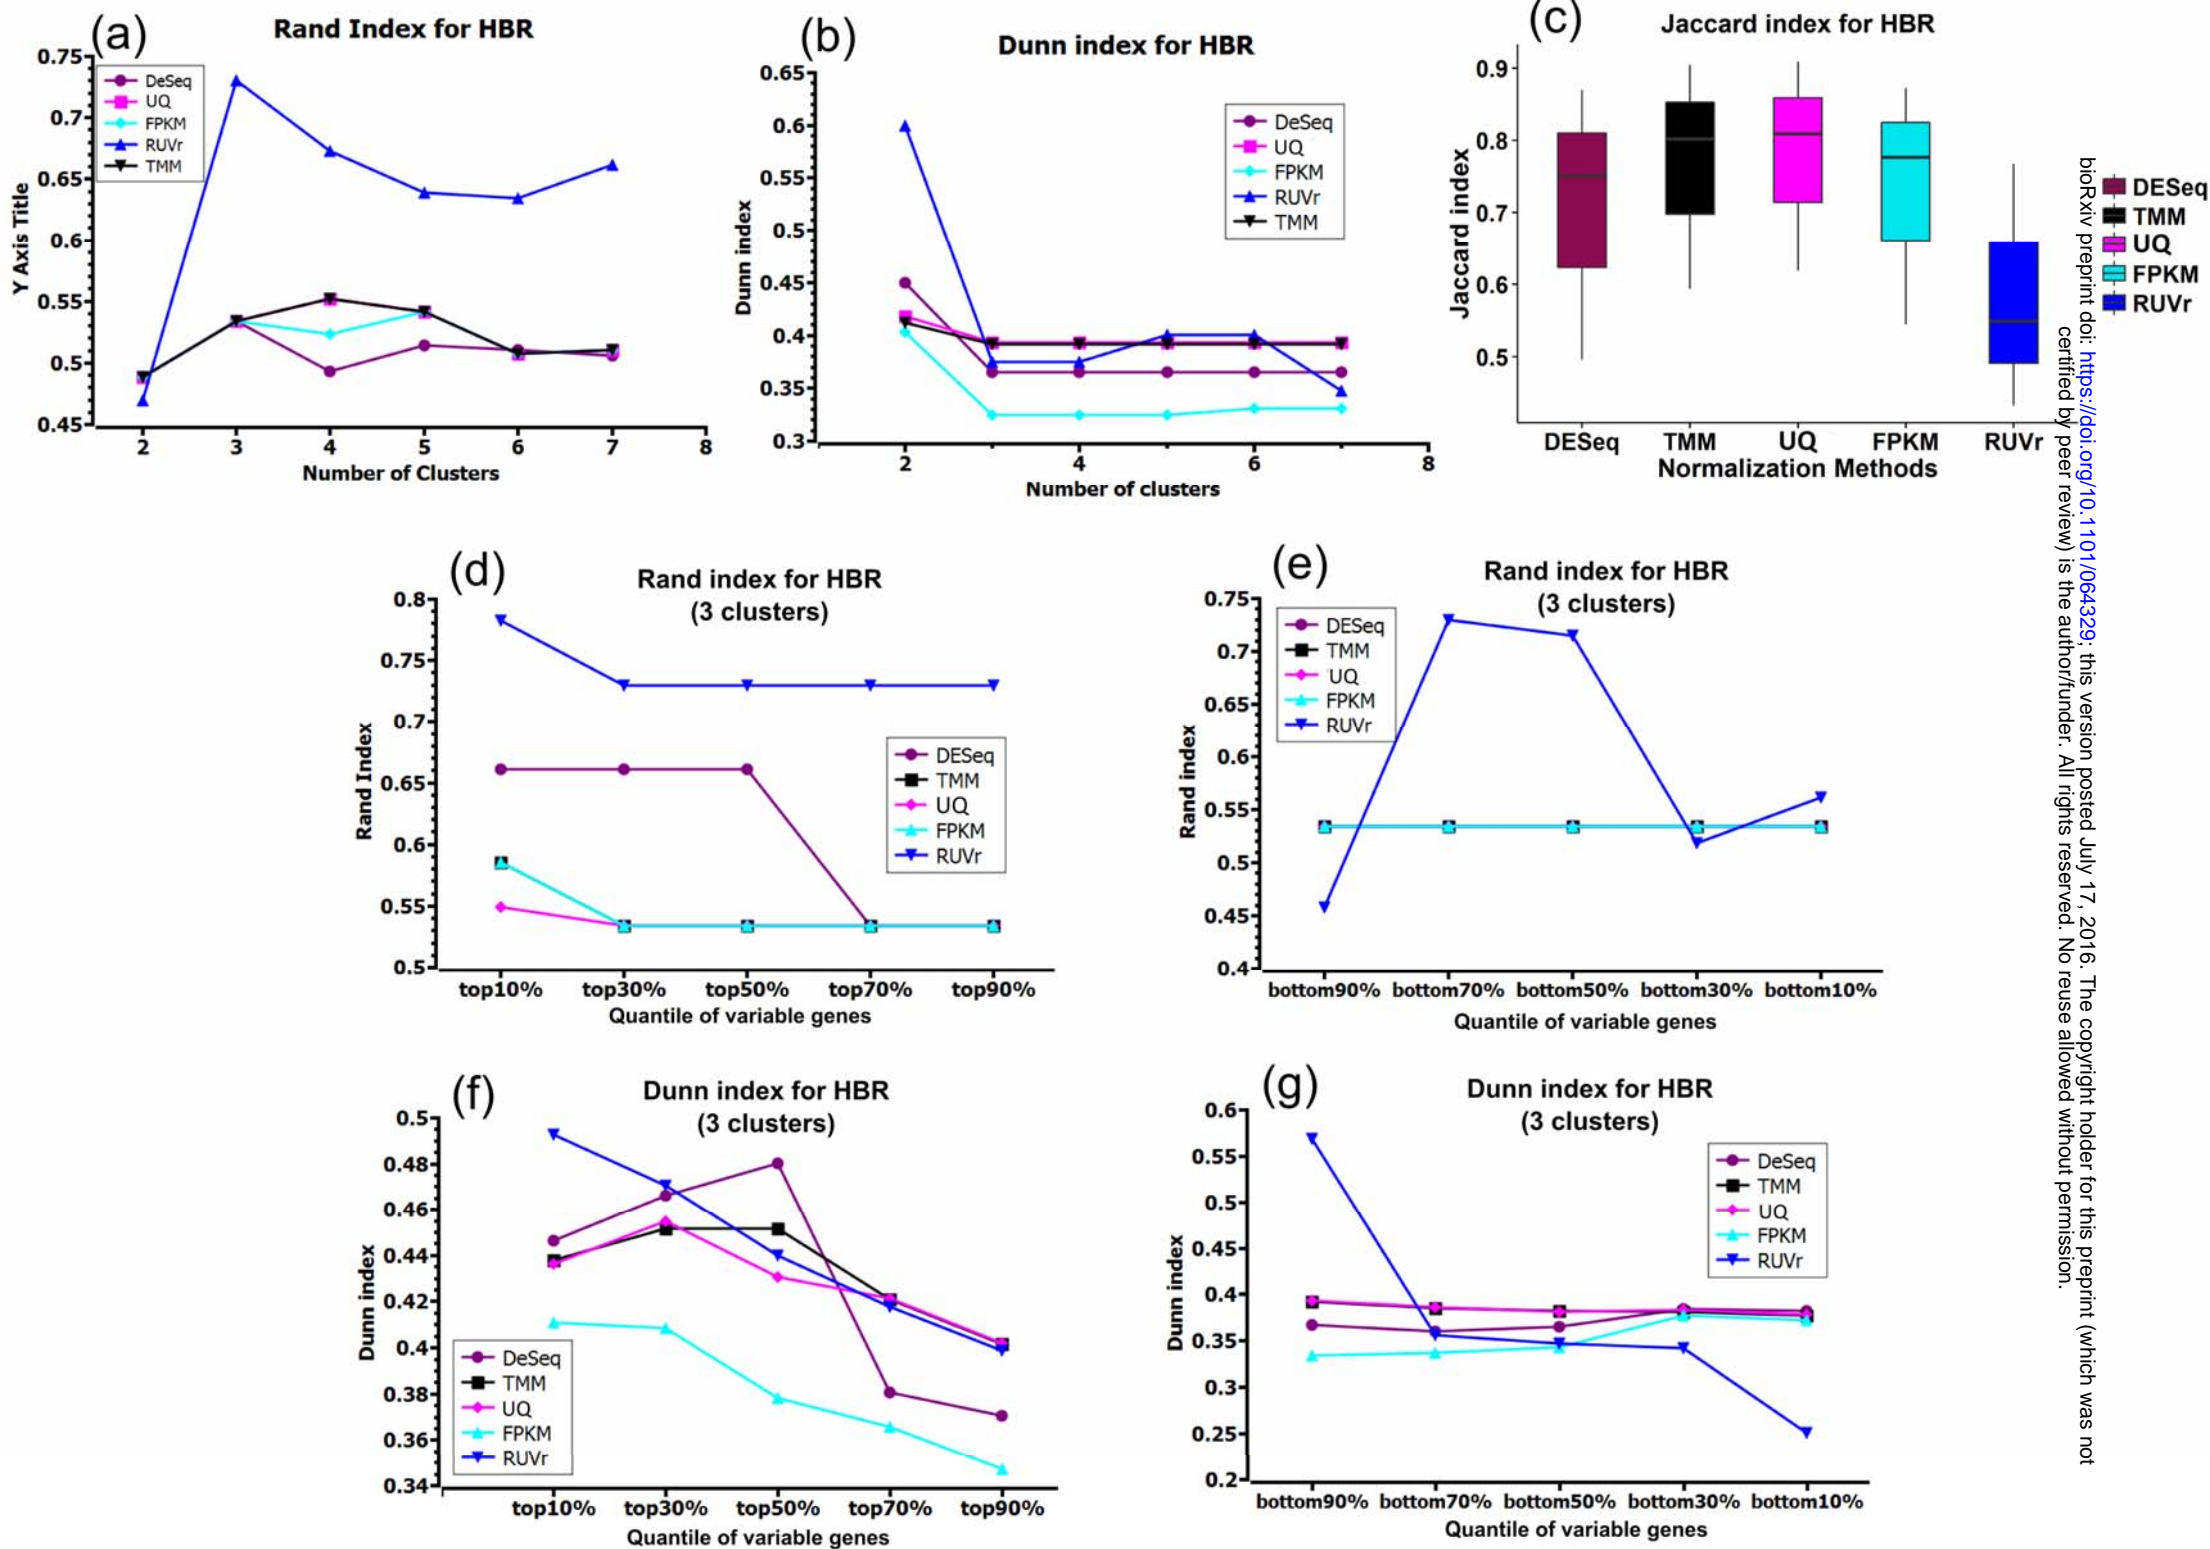 (a)
Rand Index for HBR
0.75
0.7
0.65
0.6
0.55
0.5
0.45
Y Axis Title
DeSeq
UQ
FPKM
RUVr
TMM
2 3 4 5 6 7 8
Number of Clusters
(b)
Dunn index for HBR
0.65
0.6
0.55
0.5
0.45
0.4
0.35
0.3
Dunn index
DeSeq
UQ
FPKM
RUVr
TMM
2 4 6 8
Number of clusters
(c)
Jaccard index for HBR
0.9
0.8
0.7
0.6
0.5
Jaccard index
DESeq TMM UQ FPKM RUVr
Normalization Methods
DESeq
TMM
UQ
FPKM
RUVr
(d)
Rand index for HBR
(3 clusters)
0.8
0.75
0.7
0.65
0.6
0.55
0.5
Rand Index
DESeq
TMM
UQ
FPKM
RUVr
top10% top30% top50% top70% top90%
Quantile of variable genes
(e)
Rand index for HBR
(3 clusters)
0.75
0.7
0.65
0.6
0.55
0.5
0.45
0.4
Rand index
DESeq
TMM
UQ
FPKM
RUVr
bottom90% bottom70% bottom50% bottom30% bottom10%
Quantile of variable genes
(f)
Dunn index for HBR
(3 clusters)
0.5
0.48
0.46
0.44
0.42
0.4
0.38
0.36
0.34
Dunn index
DeSeq
TMM
UQ
FPKM
RUVr
top10% top30% top50% top70% top90%
Quantile of variable genes
(g)
Dunn index for HBR
(3 clusters)
0.6
0.55
0.5
0.45
0.4
0.35
0.3
0.25
0.2
Dunn index
DeSeq
TMM
UQ
FPKM
RUVr
bottom90% bottom70% bottom50% bottom30% bottom10%
Quantile of variable genes
bioRxiv preprint doi: https://doi.org/10.1101/064329; this version posted July 17, 2016. The copyright holder for this preprint (which was not
certified by peer review) is the author/funder. All rights reserved. No reuse allowed without permission.